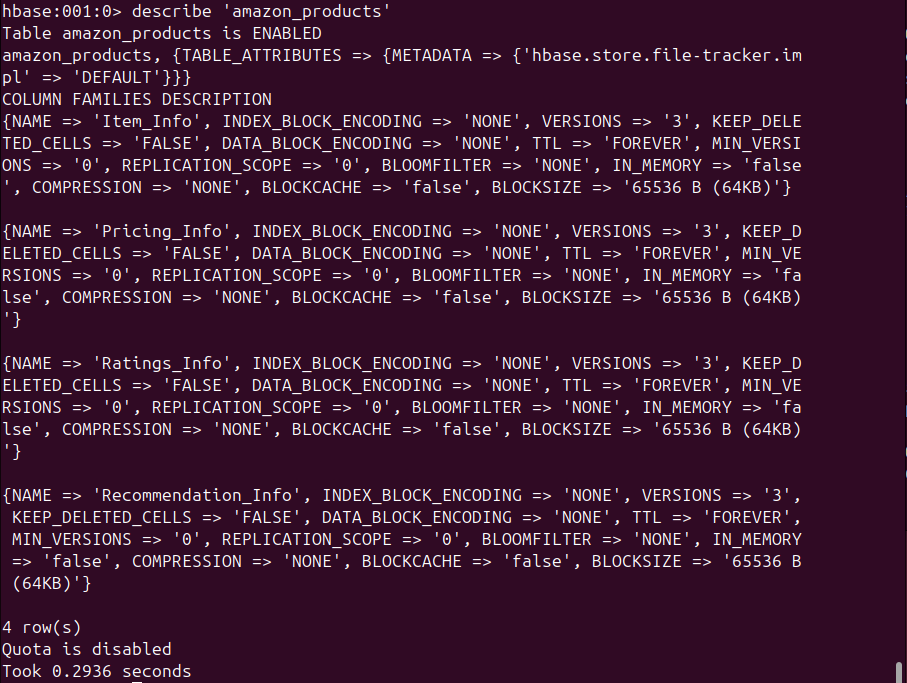 hbase:001:0> describe 'amazon_products'
Table amazon_products is ENABLED
amazon_products, {TABLE_ATTRIBUTES => {METADATA => {'hbase.store.file-tracker.im
pl' => 'DEFAULT'}}}
COLUMN FAMILIES DESCRIPTION
{NAME => 'Item_Info', INDEX_BLOCK_ENCODING => 'NONE', VERSIONS => '3', KEEP_DELE
TED_CELLS => 'FALSE', DATA_BLOCK_ENCODING => 'NONE', TTL => 'FOREVER', MIN_VERSI
ONS => '0', REPLICATION_SCOPE => '0', BLOOMFILTER => 'NONE', IN_MEMORY => 'false
', COMPRESSION => 'NONE', BLOCKCACHE => 'false', BLOCKSIZE => '65536 B (64KB)'}
{NAME => 'Pricing_Info', INDEX_BLOCK_ENCODING => 'NONE', VERSIONS => '3', KEEP_D
ELETED_CELLS => 'FALSE', DATA_BLOCK_ENCODING => 'NONE', TTL => 'FOREVER', MIN_VE
RSIONS => '0', REPLICATION_SCOPE => '0', BLOOMFILTER => 'NONE', IN_MEMORY => 'fa
lse', COMPRESSION => 'NONE', BLOCKCACHE => 'false', BLOCKSIZE => '65536 B (64KB)
'}
{NAME => 'Ratings_Info', INDEX_BLOCK_ENCODING => 'NONE', VERSIONS => '3', KEEP_D
ELETED_CELLS => 'FALSE', DATA_BLOCK_ENCODING => 'NONE', TTL => 'FOREVER', MIN_VE
RSIONS => '0', REPLICATION_SCOPE => '0', BLOOMFILTER => 'NONE', IN_MEMORY => 'fa
lse', COMPRESSION => 'NONE', BLOCKCACHE => 'false', BLOCKSIZE => '65536 B (64KB)
'}
{NAME => 'Recommendation_Info', INDEX_BLOCK_ENCODING => 'NONE', VERSIONS => '3',
 KEEP_DELETED_CELLS => 'FALSE', DATA_BLOCK_ENCODING => 'NONE', TTL => 'FOREVER',
 MIN_VERSIONS => '0', REPLICATION_SCOPE => '0', BLOOMFILTER => 'NONE', IN_MEMORY
 => 'false', COMPRESSION => 'NONE', BLOCKCACHE => 'false', BLOCKSIZE => '65536 B
 (64KB)'}
4 row(s)
Quota is disabled
Took 0.2936 seconds